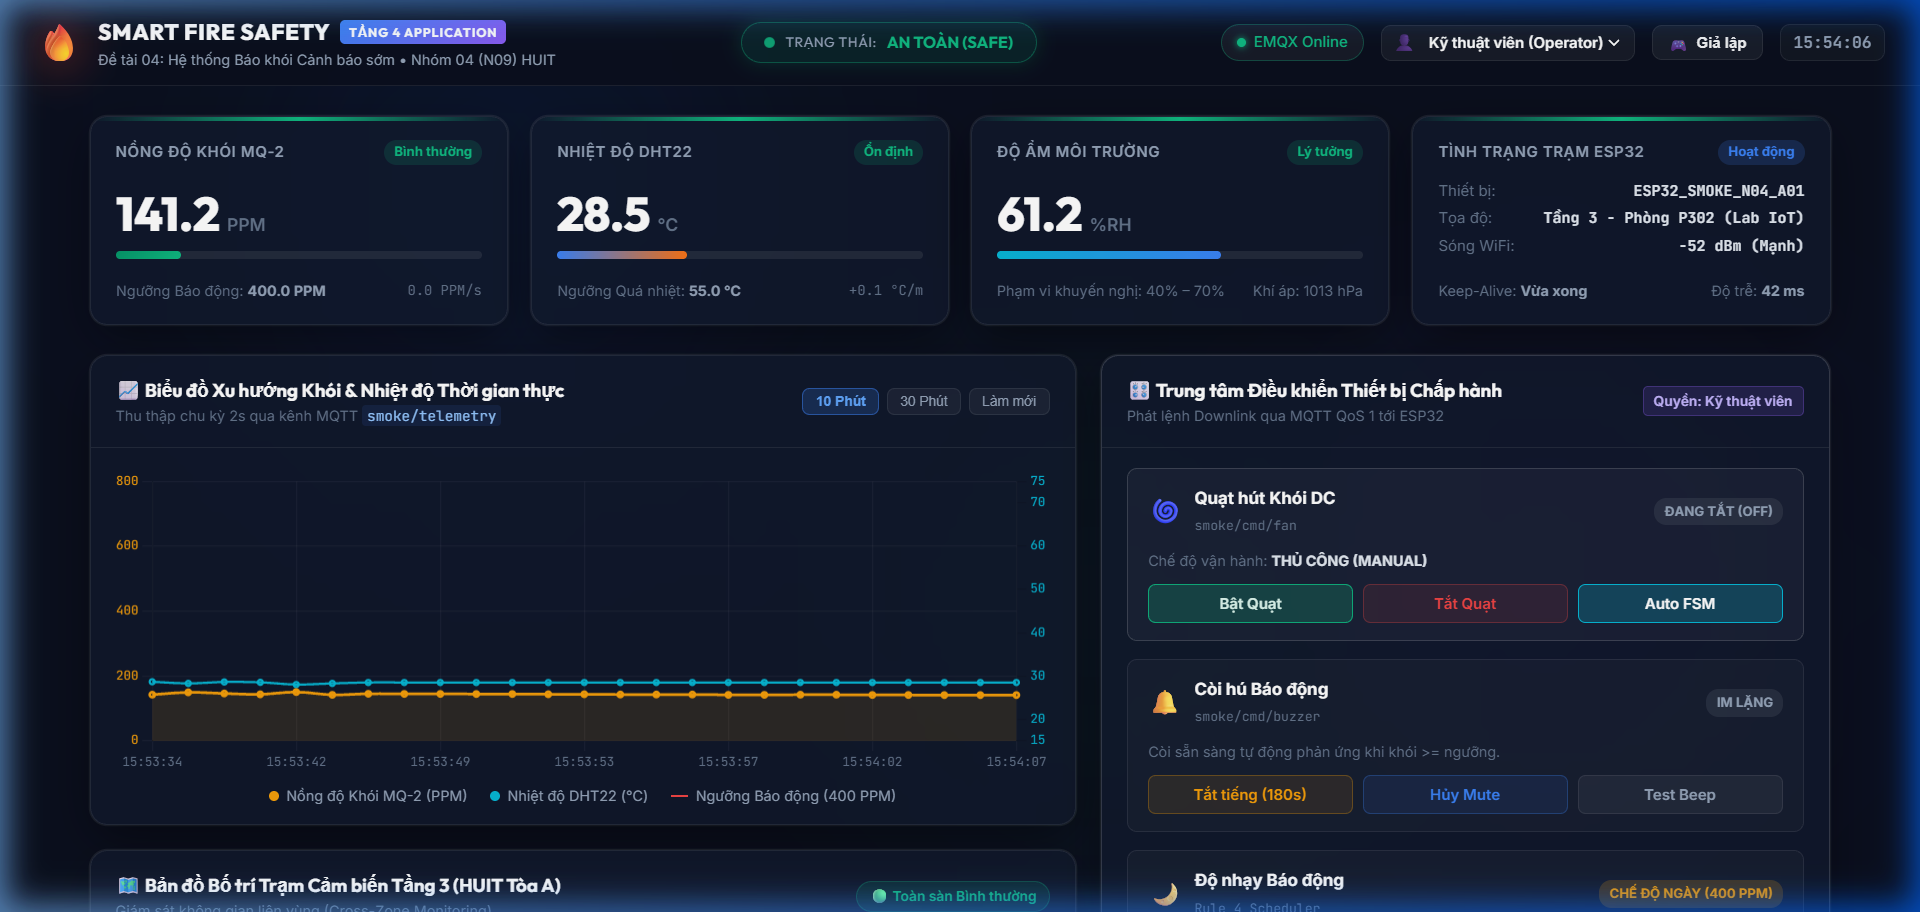 SMART FIRE SAFETY TẦNG 4 APPLICATION
Đề tài 04: Hệ thống Báo khói Cảnh báo sớm • Nhóm 04 (N09) HUIT
TRẠNG THÁI: AN TOÀN (SAFE)
EMQX Online
Kỹ thuật viên (Operator)
Giả lập
15:54:06
NỒNG ĐỘ KHÓI MQ-2 Bình thường
141.2 PPM
Ngưỡng Báo động: 400.0 PPM 0.0 PPM/s
NHIỆT ĐỘ DHT22 Ổn định
28.5 °C
Ngưỡng Quá nhiệt: 55.0 °C +0.1 °C/m
ĐỘ ẨM MÔI TRƯỜNG Lý tưởng
61.2 %RH
Phạm vi khuyến nghị: 40% – 70% Khí áp: 1013 hPa
TÌNH TRẠNG TRẠM ESP32 Hoạt động
Thiết bị: ESP32_SMOKE_N04_A01
Tọa độ: Tầng 3 - Phòng P302 (Lab IoT)
Sóng WiFi: -52 dBm (Mạnh)
Keep-Alive: Vừa xong Độ trễ: 42 ms
Biểu đồ Xu hướng Khói & Nhiệt độ Thời gian thực
Thu thập chu kỳ 2s qua kênh MQTT smoke/telemetry
10 Phút 30 Phút Làm mới
800 75
70
600 60
50
400 40
200 30
20
0 15
15:53:34 15:53:42 15:53:49 15:53:53 15:53:57 15:54:02 15:54:07
Nồng độ Khói MQ-2 (PPM) Nhiệt độ DHT22 (°C) Ngưỡng Báo động (400 PPM)
Bản đồ Bố trí Trạm Cảm biến Tầng 3 (HUIT Tòa A)
Giám sát không gian liên vùng (Cross-Zone Monitoring)
Toàn sàn Bình thường
Trung tâm Điều khiển Thiết bị Chấp hành
Phát lệnh Downlink qua MQTT QoS 1 tới ESP32
Quyền: Kỹ thuật viên
Quạt hút Khói DC
smoke/cmd/fan
ĐANG TẮT (OFF)
Chế độ vận hành: THỦ CÔNG (MANUAL)
Bật Quạt Tắt Quạt Auto FSM
Còi hú Báo động
smoke/cmd/buzzer
IM LẶNG
Còi sẵn sàng tự động phản ứng khi khói >= ngưỡng.
Tắt tiếng (180s) Hủy Mute Test Beep
Độ nhạy Báo động
Rule 4 Scheduler
CHẾ ĐỘ NGÀY (400 PPM)